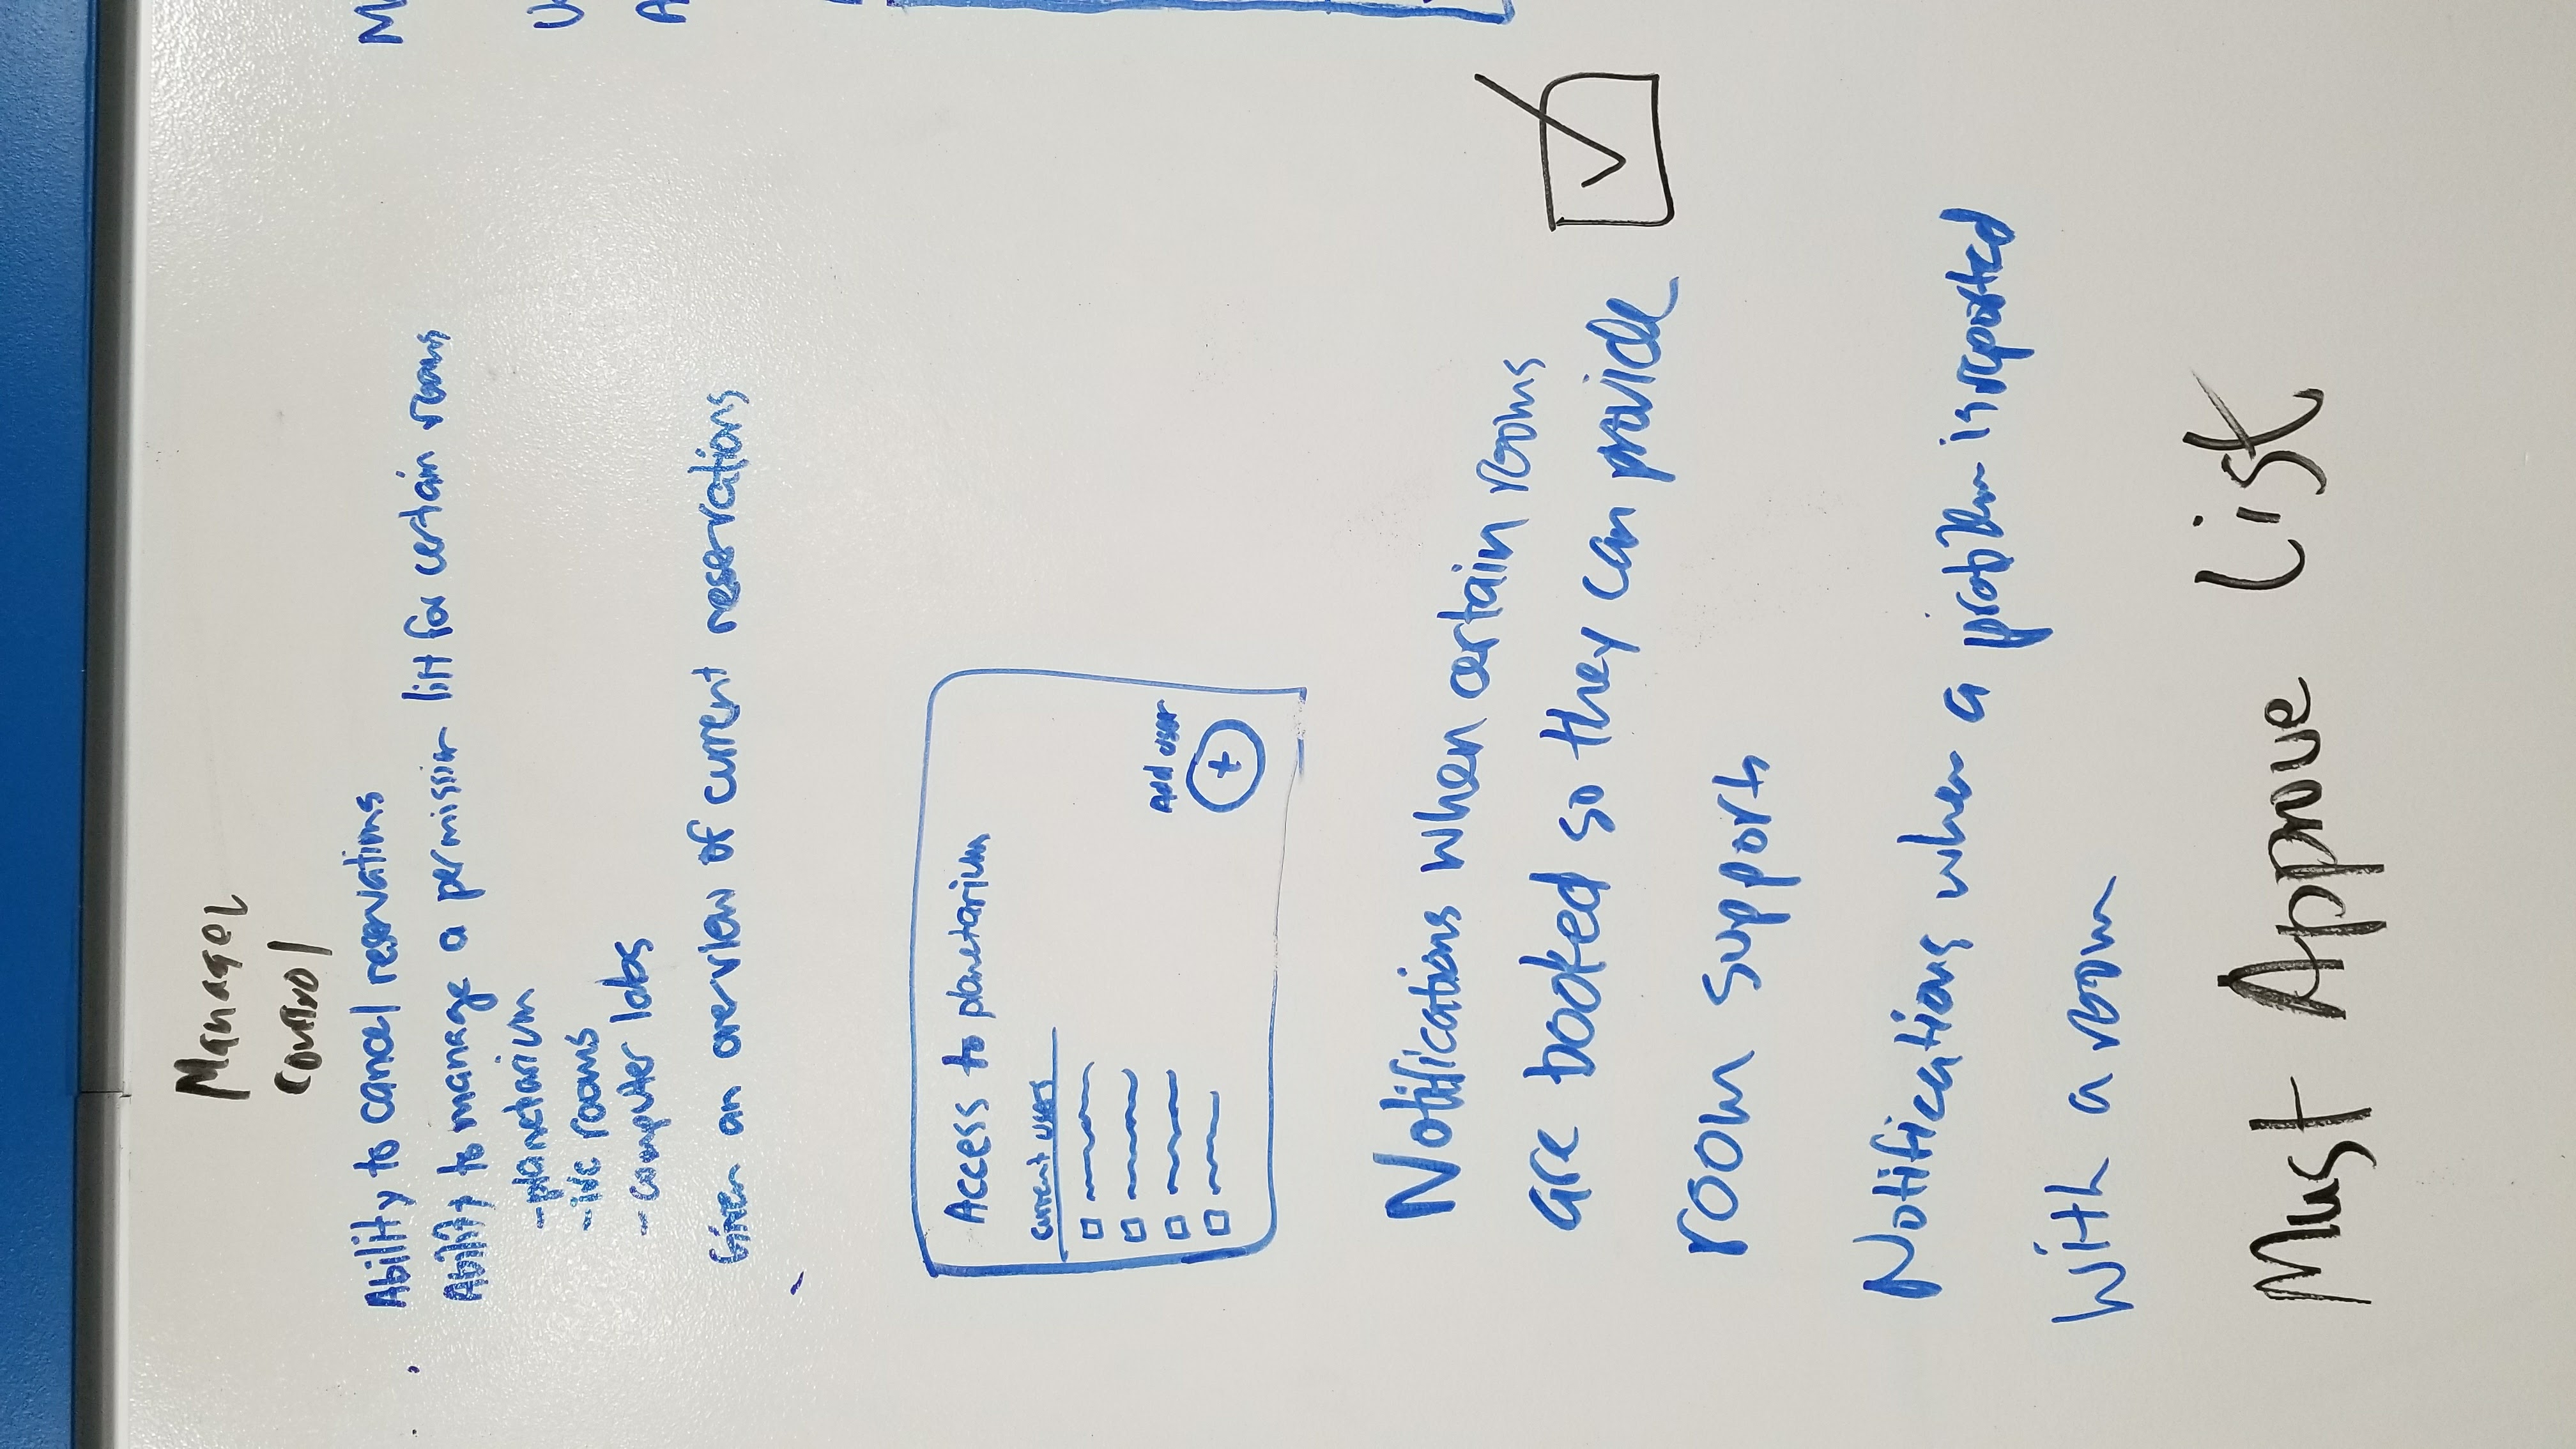 Manager
Control
Ability to cancel reservations
Ability to manage a permission list for certain rooms
-planetarium
-ivc rooms
-computer labs
Given an overview of current reservations
Access to planetarium
current users
Add user
+
Notifications when certain rooms
are booked so they can provide
room supports
Notifications when a problem is reported
with a room
Must Approve List
M
U
A